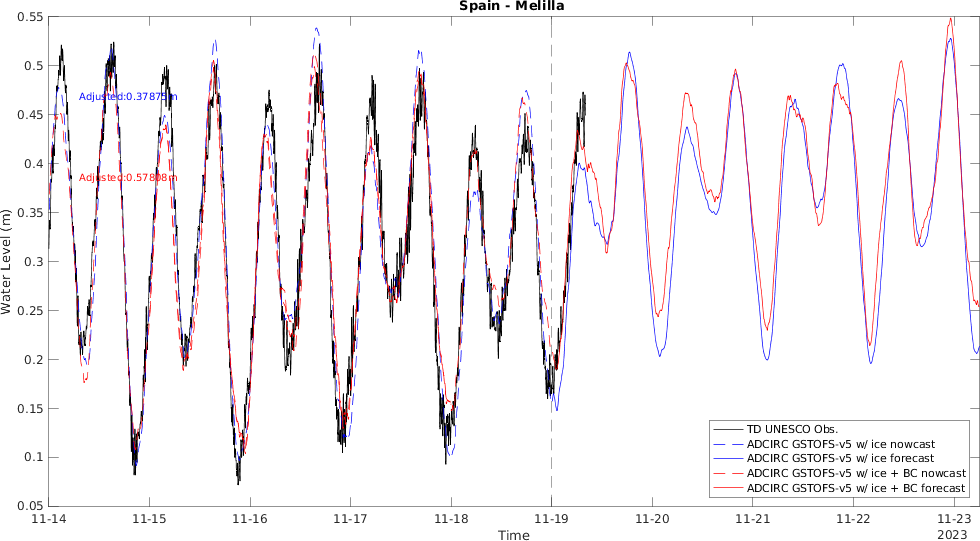 Spain - Melilla
0.55
0.5
0.45
0.4
0.35
0.3
0.25
0.2
0.15
0.1
0.05
Water Level (m)
Adjusted:0.37875m
Adjusted:0.57808m
TD UNESCO Obs.
ADCIRC GSTOFS-v5 w/ ice nowcast
ADCIRC GSTOFS-v5 w/ ice forecast
ADCIRC GSTOFS-v5 w/ ice + BC nowcast
ADCIRC GSTOFS-v5 w/ ice + BC forecast
11-14 11-15 11-16 11-17 11-18 11-19 11-20 11-21 11-22 11-23
Time
2023